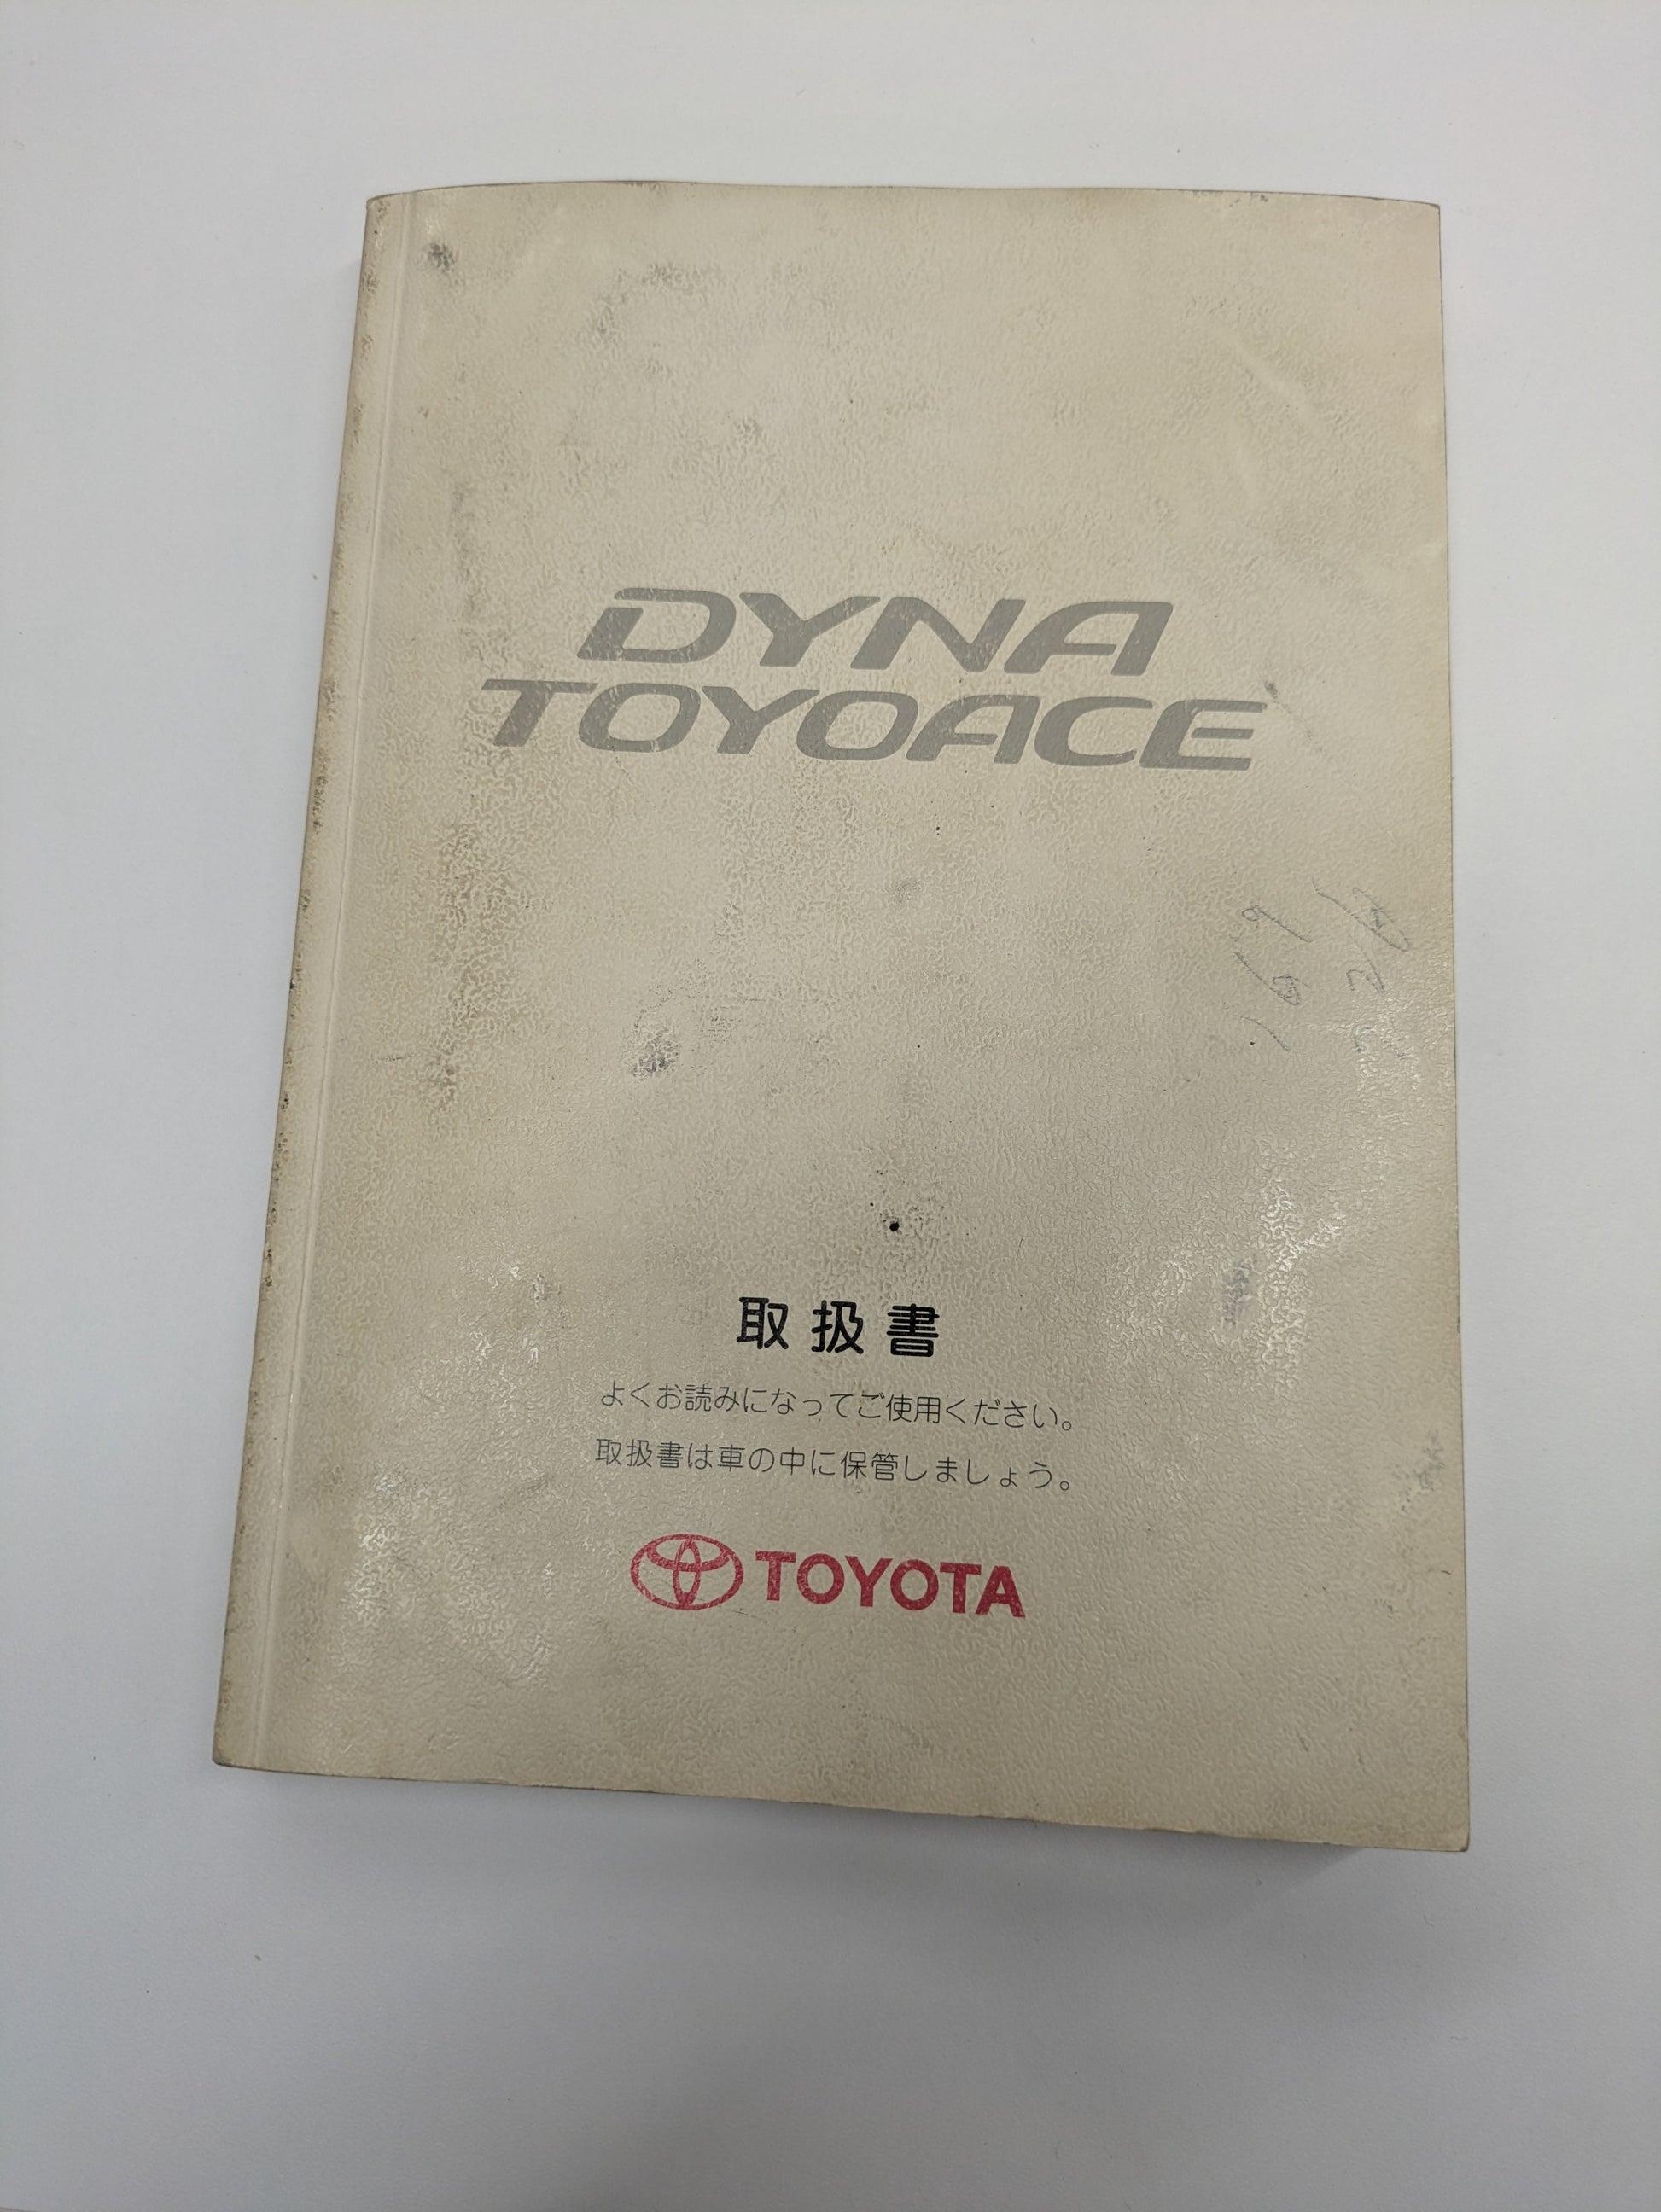 DYNA
TOYOACE
取扱書
よくお読みになってご使用ください。
取扱書は車の中に保管しましょう。
TOYOTA